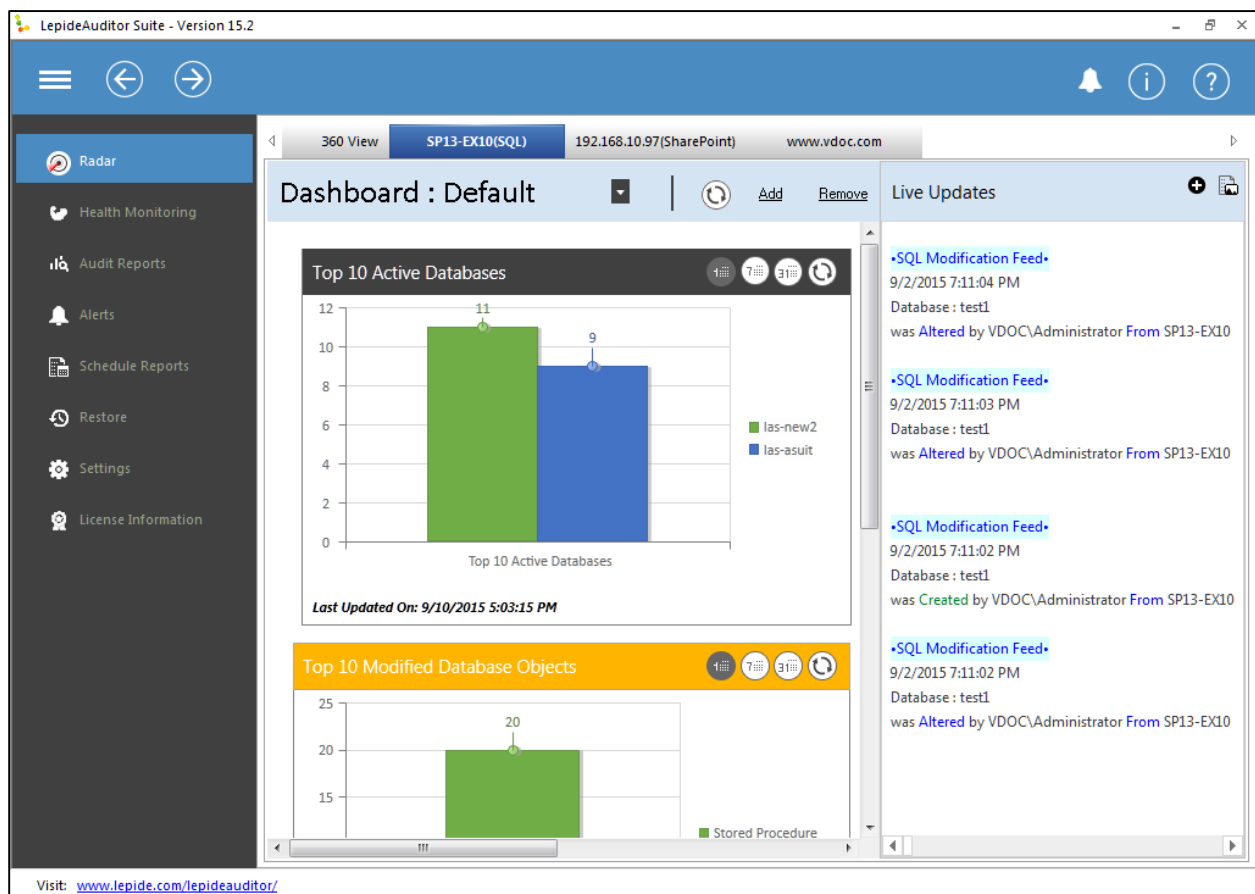 LepideAuditor Suite - Version 15.2
Radar
Health Monitoring
Audit Reports
Alerts
Schedule Reports
Restore
Settings
License Information
360 View SP13-EX10(SQL) 192.168.10.97(SharePoint) www.vdoc.com
Dashboard : Default Add Remove
Top 10 Active Databases 1 7 31
12
10
8
6
4
2
0
11
9
las-new2
las-asuit
Top 10 Active Databases
Last Updated On: 9/10/2015 5:03:15 PM
Top 10 Modified Database Objects 1 7 31
25
20
15
20
Stored Procedure
Live Updates
•SQL Modification Feed•
9/2/2015 7:11:04 PM
Database : test1
was Altered by VDOC\Administrator From SP13-EX10
•SQL Modification Feed•
9/2/2015 7:11:03 PM
Database : test1
was Altered by VDOC\Administrator From SP13-EX10
•SQL Modification Feed•
9/2/2015 7:11:02 PM
Database : test1
was Created by VDOC\Administrator From SP13-EX10
•SQL Modification Feed•
9/2/2015 7:11:02 PM
Database : test1
was Altered by VDOC\Administrator From SP13-EX10
Visit: www.lepide.com/lepideauditor/